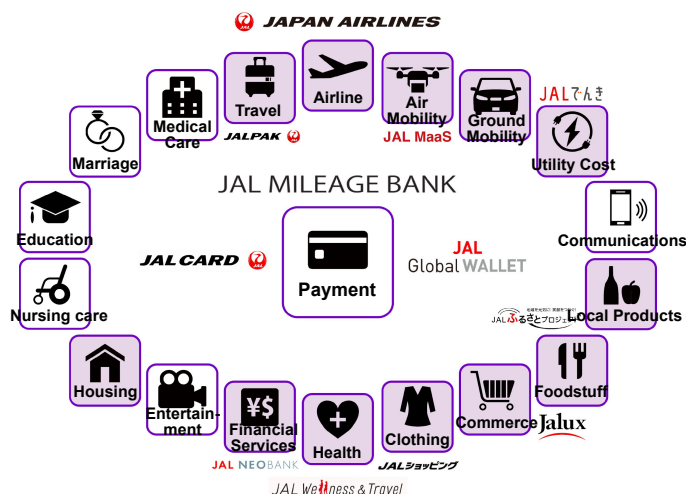 JAPAN AIRLINES
Travel
JALPAK
Airline
Air
Mobility
JAL MaaS
Ground
Mobility
JALでんき
Utility Cost
Medical
Care
Marriage
JAL MILEAGE BANK
Education
Communications
JAL CARD
Payment
JAL
Global WALLET
Nursing care
JALふるさとプロジェクト
Local Products
Housing
Entertain-
ment
¥$
Financial
Services
JAL NEOBANK
Health
JAL Wellness & Travel
Clothing
JALショッピング
Commerce
Foodstuff
Jalux